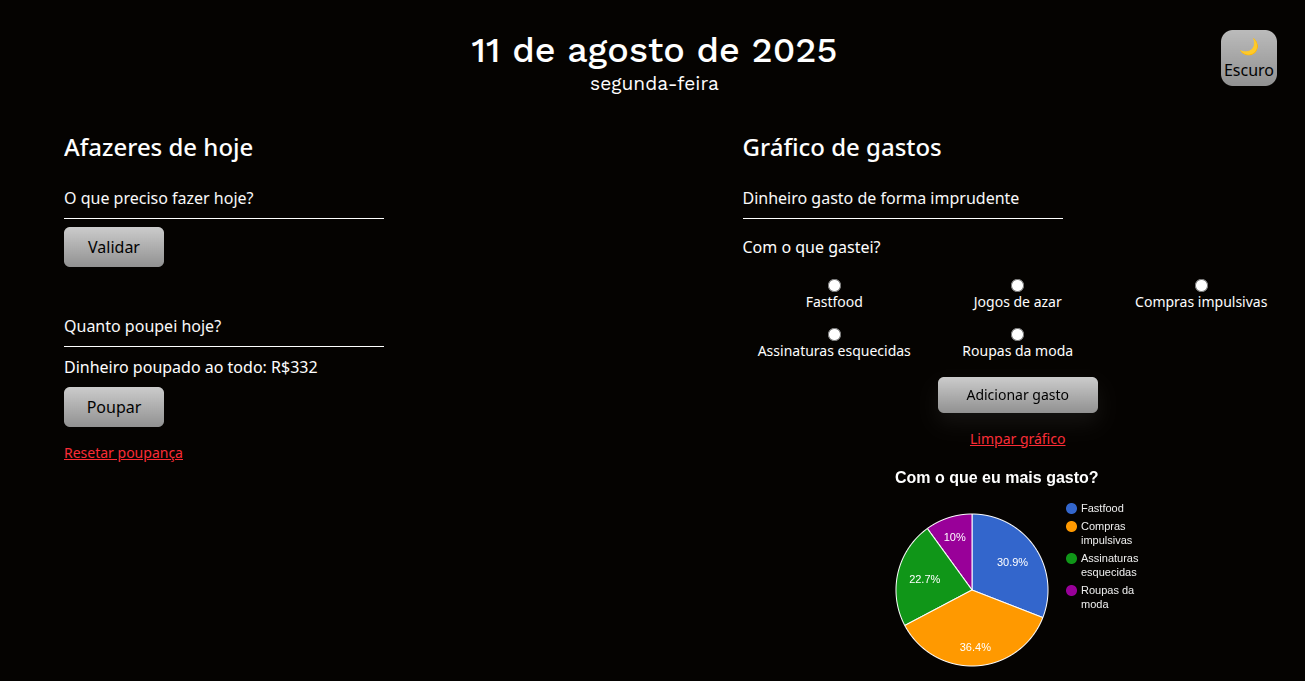 11 de agosto de 2025
segunda-feira
🌙
Escuro
Afazeres de hoje
O que preciso fazer hoje?
Validar
Quanto poupei hoje?
Dinheiro poupado ao todo: R$332
Poupar
Resetar poupança
Gráfico de gastos
Dinheiro gasto de forma imprudente
Com o que gastei?
Fastfood
Jogos de azar
Compras impulsivas
Assinaturas esquecidas
Roupas da moda
Adicionar gasto
Limpar gráfico
Com o que eu mais gasto?
10%
30.9%
22.7%
36.4%
Fastfood
Compras
impulsivas
Assinaturas
esquecidas
Roupas da
moda